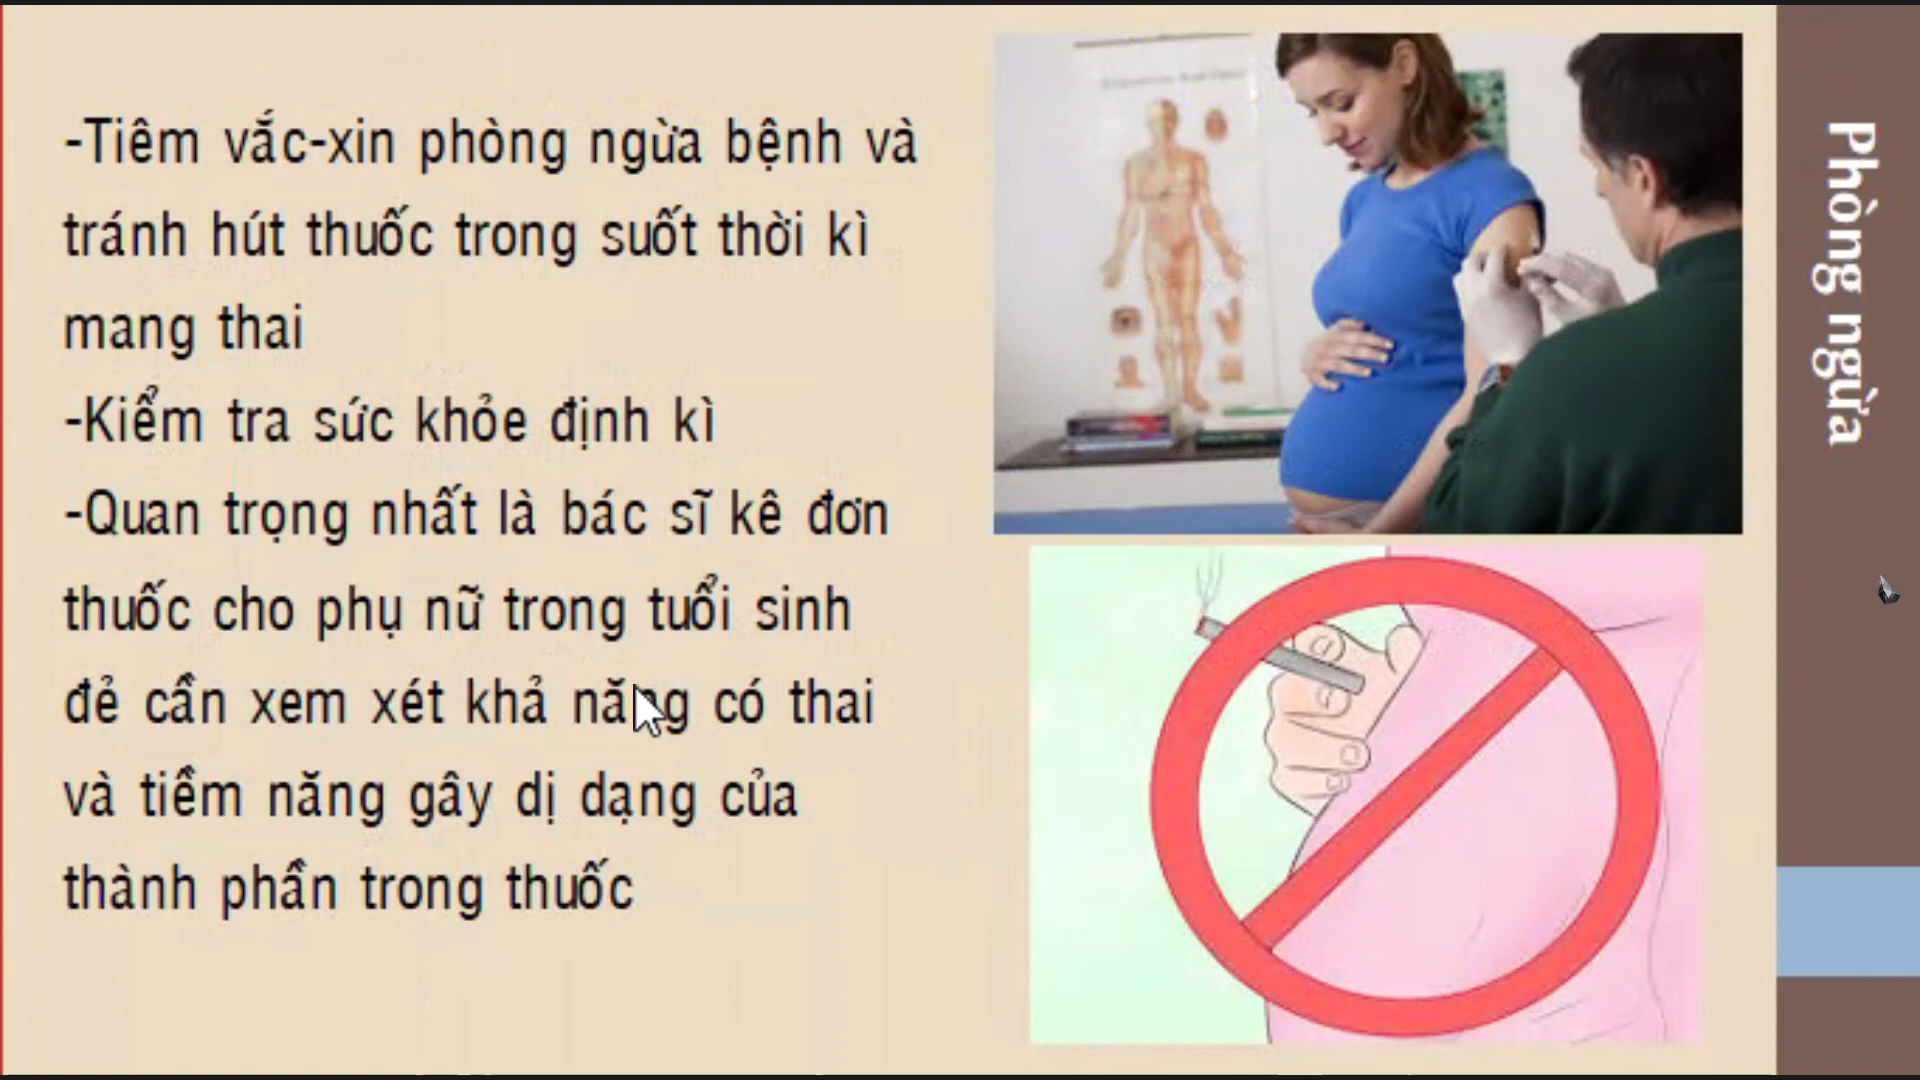 -Tiêm vắc-xin phòng ngừa bệnh và
tránh hút thuốc trong suốt thời kì
mang thai
-Kiểm tra sức khỏe định kì
-Quan trọng nhất là bác sĩ kê đơn
thuốc cho phụ nữ trong tuổi sinh
đẻ cần xem xét khả năng có thai
và tiềm năng gây dị dạng của
thành phần trong thuốc
Phòng ngừa